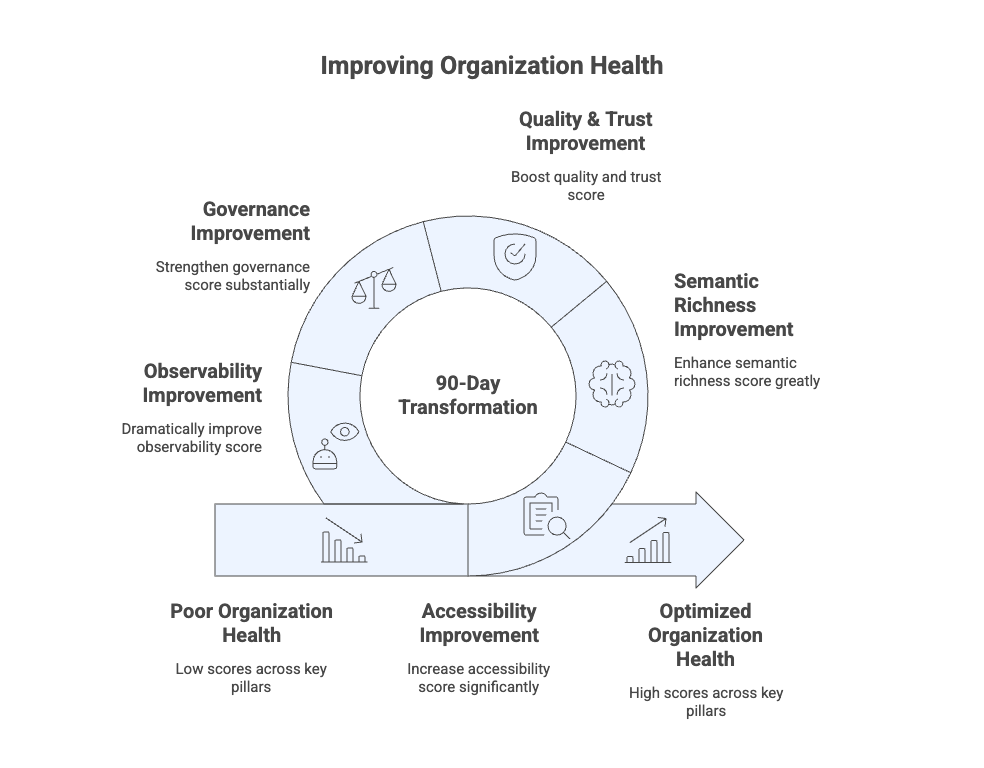 Improving Organization Health
Quality & Trust
Improvement
Boost quality and trust
score
Governance
Improvement
Strengthen governance
score substantially
Semantic
Richness
Improvement
Enhance semantic
richness score greatly
Observability
Improvement
Dramatically improve
observability score
90-Day
Transformation
Poor Organization
Health
Low scores across key
pillars
Accessibility
Improvement
Increase accessibility
score significantly
Optimized
Organization
Health
High scores across key
pillars